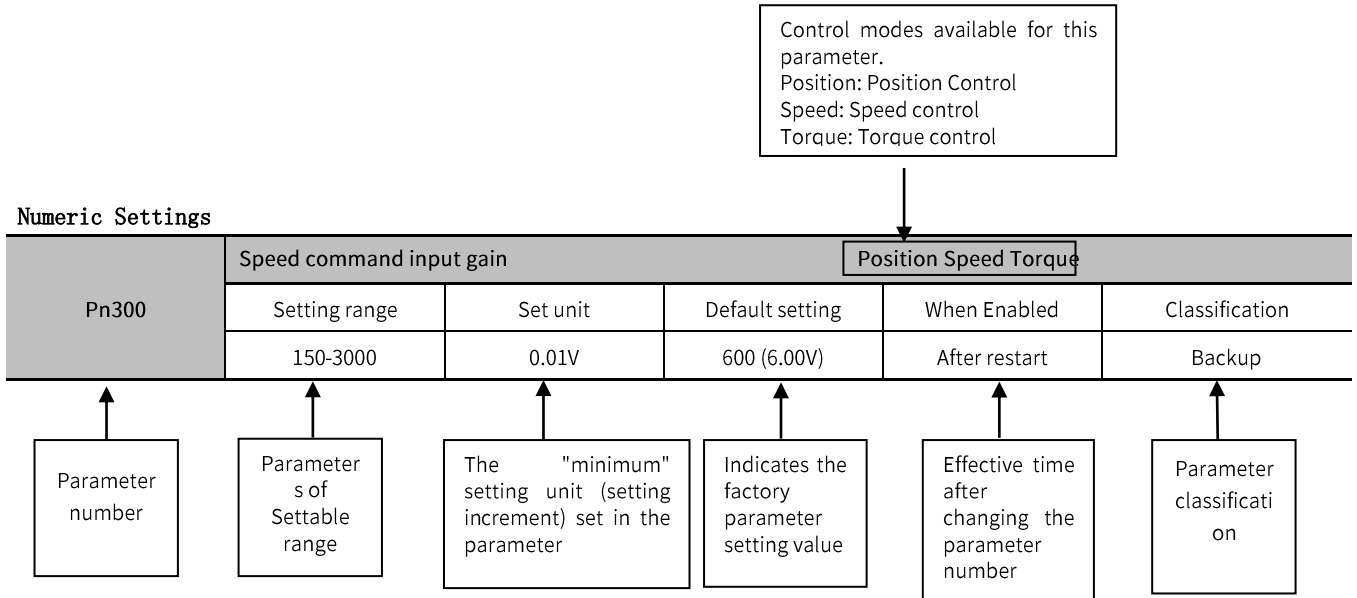 Control modes available for this
parameter.
Position: Position Control
Speed: Speed control
Torque: Torque control
Numeric Settings
Pn300
Speed command input gain
Position Speed Torque
Setting range
Set unit
Default setting
When Enabled
Classification
150-3000
0.01V
600 (6.00V)
After restart
Backup
Parameter
number
Parameter
s of
Settable
range
The "minimum"
setting unit (setting
increment) set in the
parameter
Indicates the
factory
parameter
setting value
Effective time
after
changing the
parameter
number
Parameter
classificati
on